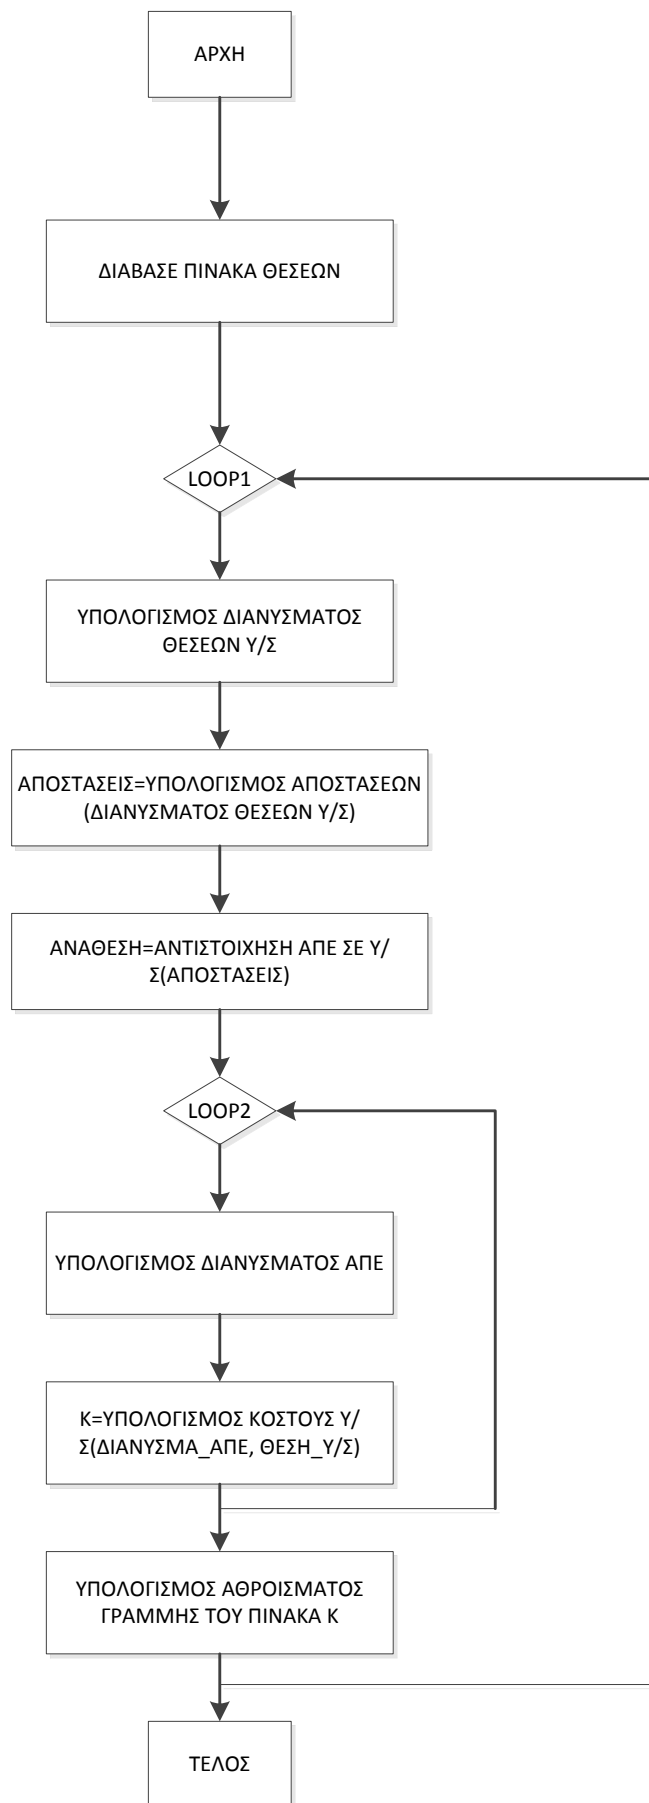 ΑΡΧΗ
ΔΙΑΒΑΣΕ ΠΙΝΑΚΑ ΘΕΣΕΩΝ
LOOP1
ΥΠΟΛΟΓΙΣΜΟΣ ΔΙΑΝΥΣΜΑΤΟΣ
ΘΕΣΕΩΝ Υ/Σ
ΑΠΟΣΤΑΣΕΙΣ=ΥΠΟΛΟΓΙΣΜΟΣ ΑΠΟΣΤΑΣΕΩΝ
(ΔΙΑΝΥΣΜΑΤΟΣ ΘΕΣΕΩΝ Υ/Σ)
ΑΝΑΘΕΣΗ=ΑΝΤΙΣΤΟΙΧΗΣΗ ΑΠΕ ΣΕ Υ/
Σ(ΑΠΟΣΤΑΣΕΙΣ)
LOOP2
ΥΠΟΛΟΓΙΣΜΟΣ ΔΙΑΝΥΣΜΑΤΟΣ ΑΠΕ
Κ=ΥΠΟΛΟΓΙΣΜΟΣ ΚΟΣΤΟΥΣ Υ/
Σ(ΔΙΑΝΥΣΜΑ_ΑΠΕ, ΘΕΣΗ_Υ/Σ)
ΥΠΟΛΟΓΙΣΜΟΣ ΑΘΡΟΙΣΜΑΤΟΣ
ΓΡΑΜΜΗΣ ΤΟΥ ΠΙΝΑΚΑ Κ
ΤΕΛΟΣ